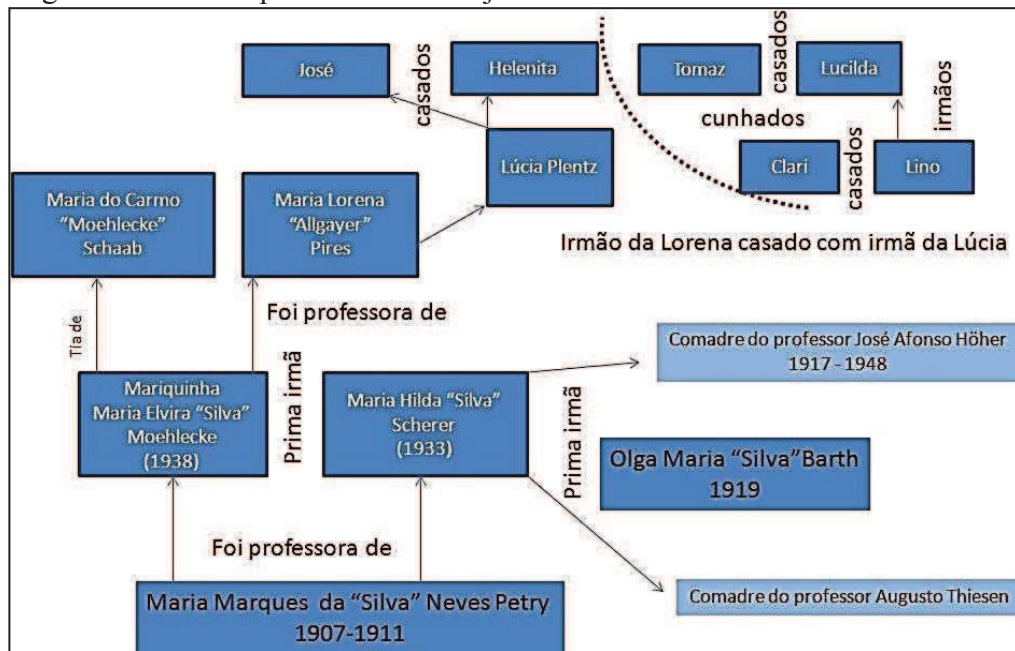 José
casados
Helenita
Tomaz
casados
Lucilda
cunhados
irmãos
Lúcia Plentz
Clari
casados
Lino
Maria do Carmo
"Moehlecke"
Schaab
Maria Lorena
"Allgayer"
Pires
Irmão da Lorena casado com irmã da Lúcia
Tia de
Foi professora de
Comadre do professor José Afonso Höher
1917 - 1948
Mariquinha
Maria Elvira "Silva"
Moehlecke
(1938)
Prima irmã
Maria Hilda "Silva"
Scherer
(1933)
Prima irmã
Olga Maria "Silva"Barth
1919
Foi professora de
Maria Marques da "Silva" Neves Petry
1907-1911
Comadre do professor Augusto Thiesen